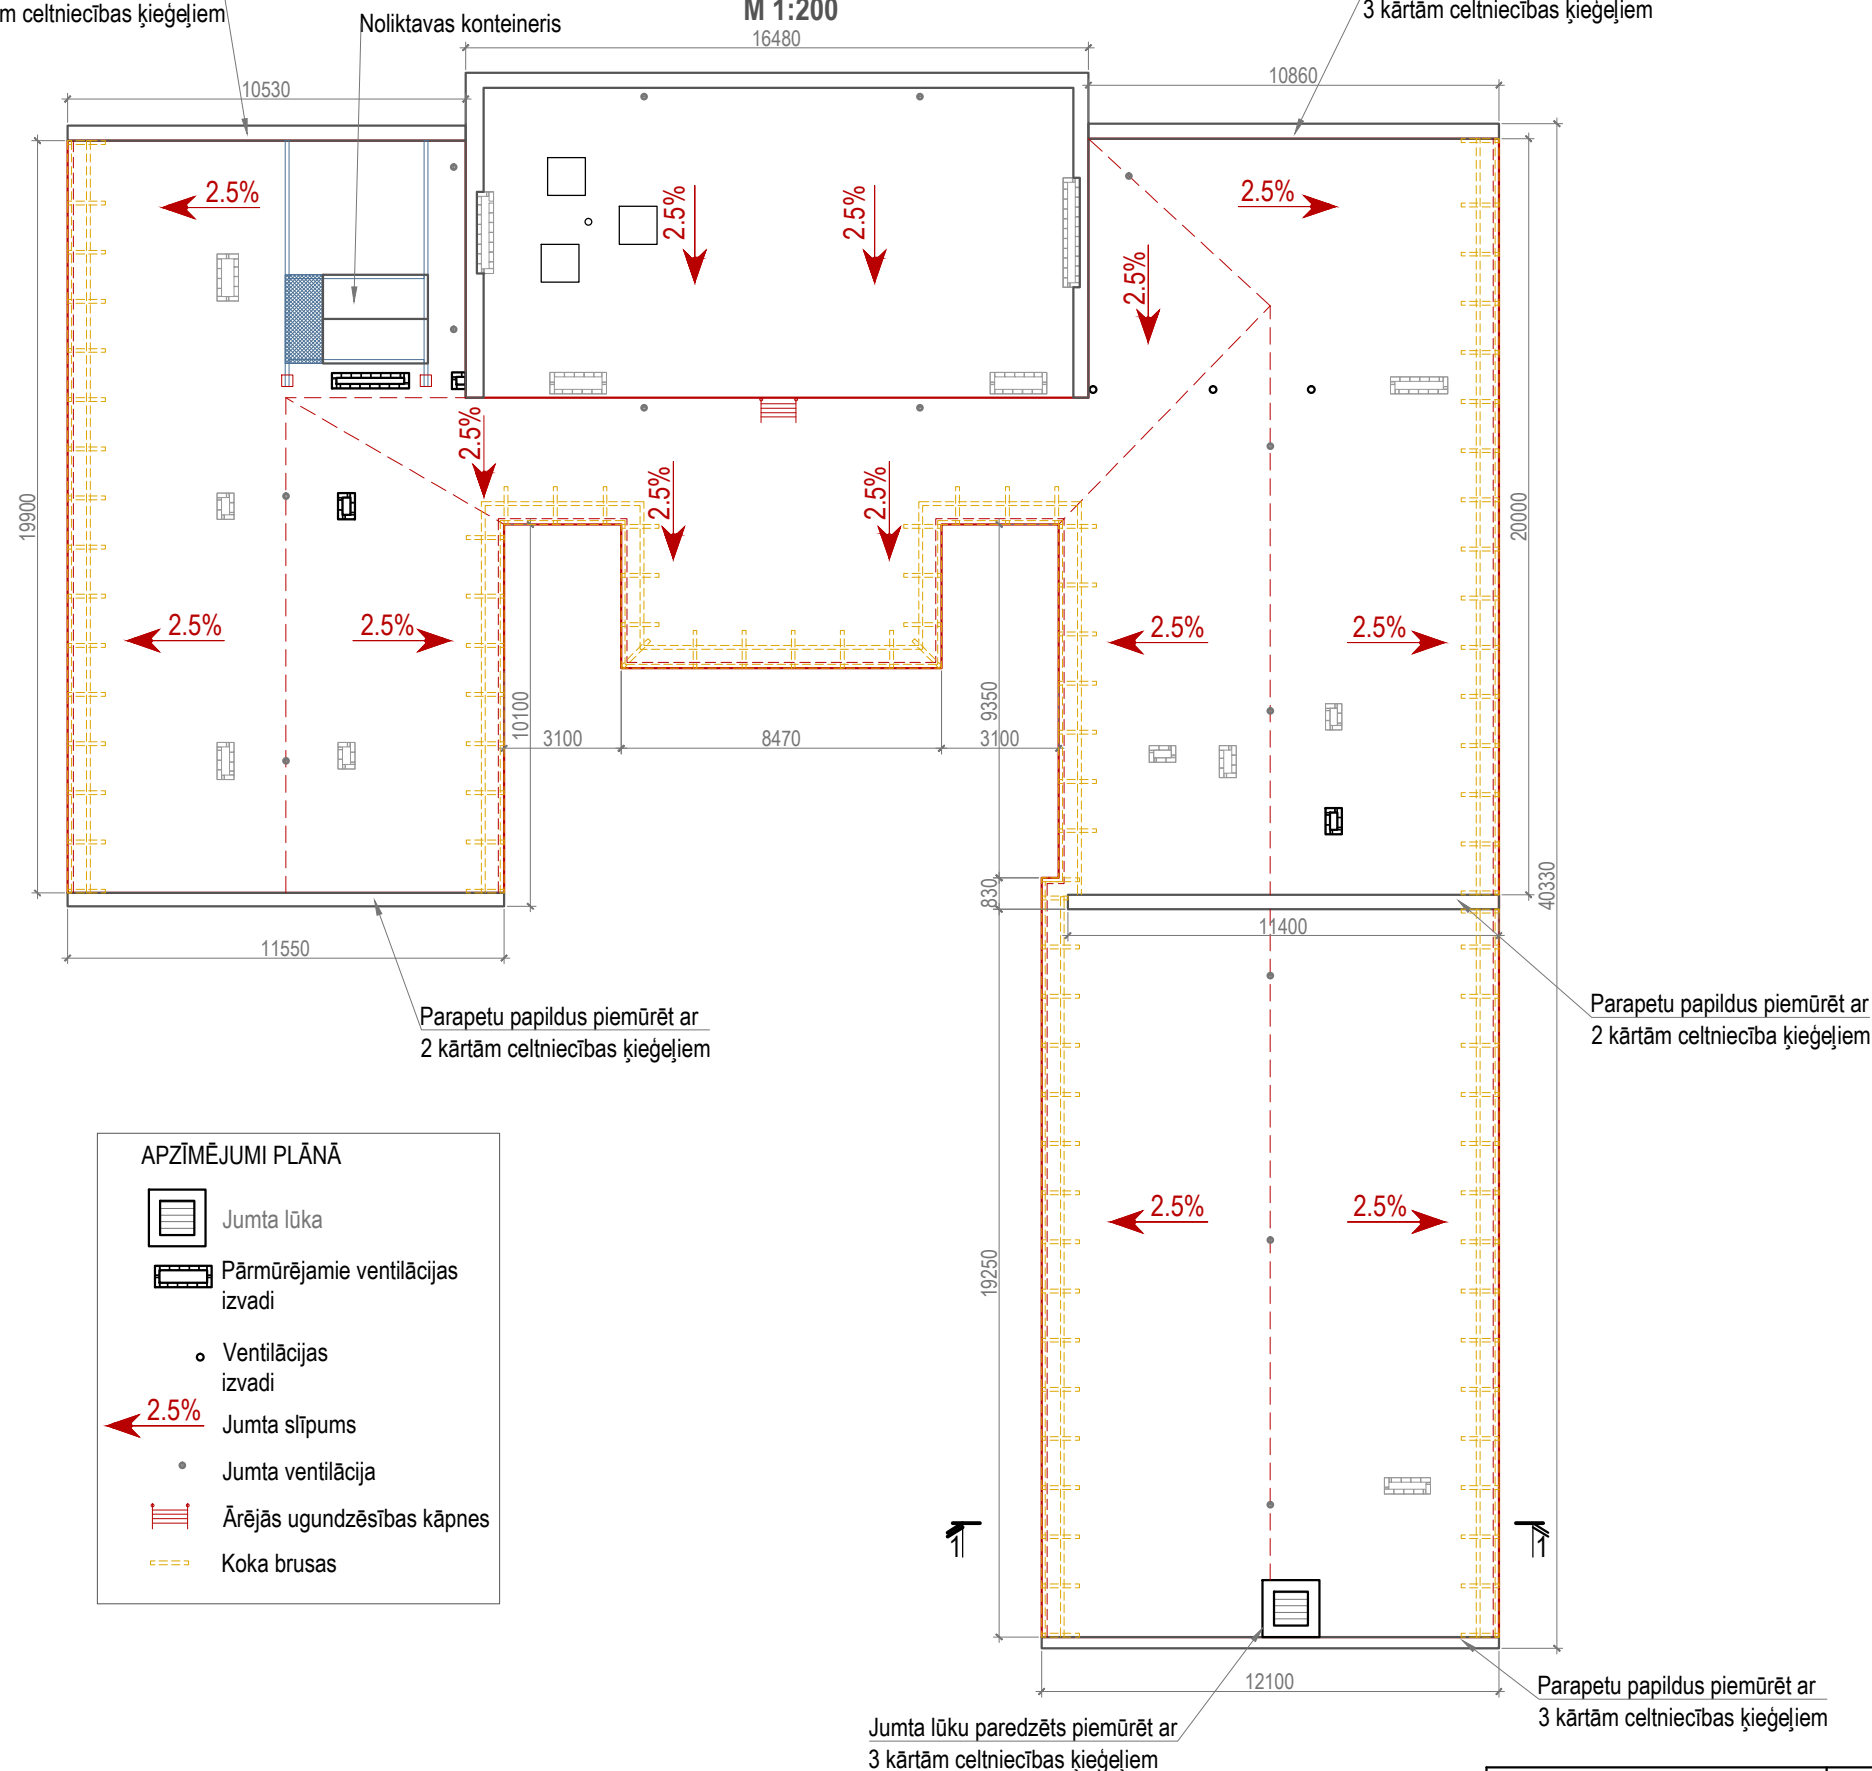 M 1:200
m celtniecības ķieģeļiem
Noliktavas konteineris
3 kārtām celtniecības ķieģeļiem
16480
10530
10860
2.5%
2.5%
2.5%
2.5%
2.5%
2.5%
2.5%
2.5%
19900
20000
2.5%
2.5%
2.5%
2.5%
10100
9350
3100
8470
3100
830
40330
11400
11550
Parapetu papildus piemūrēt ar
2 kārtām celtniecības ķieģeļiem
Parapetu papildus piemūrēt ar
2 kārtām celtniecība ķieģeļiem
APZĪMĒJUMI PLĀNĀ
Jumta lūka
Pārmūrējamie ventilācijas
izvadi
Ventilācijas
izvadi
2.5%
Jumta slīpums
Jumta ventilācija
Ārējās ugundzēsības kāpnes
Koka brusas
2.5%
2.5%
19250
1
1
12100
Parapetu papildus piemūrēt ar
3 kārtām celtniecības ķieģeļiem
Jumta lūku paredzēts piemūrēt ar
3 kārtām celtniecības ķieģeļiem